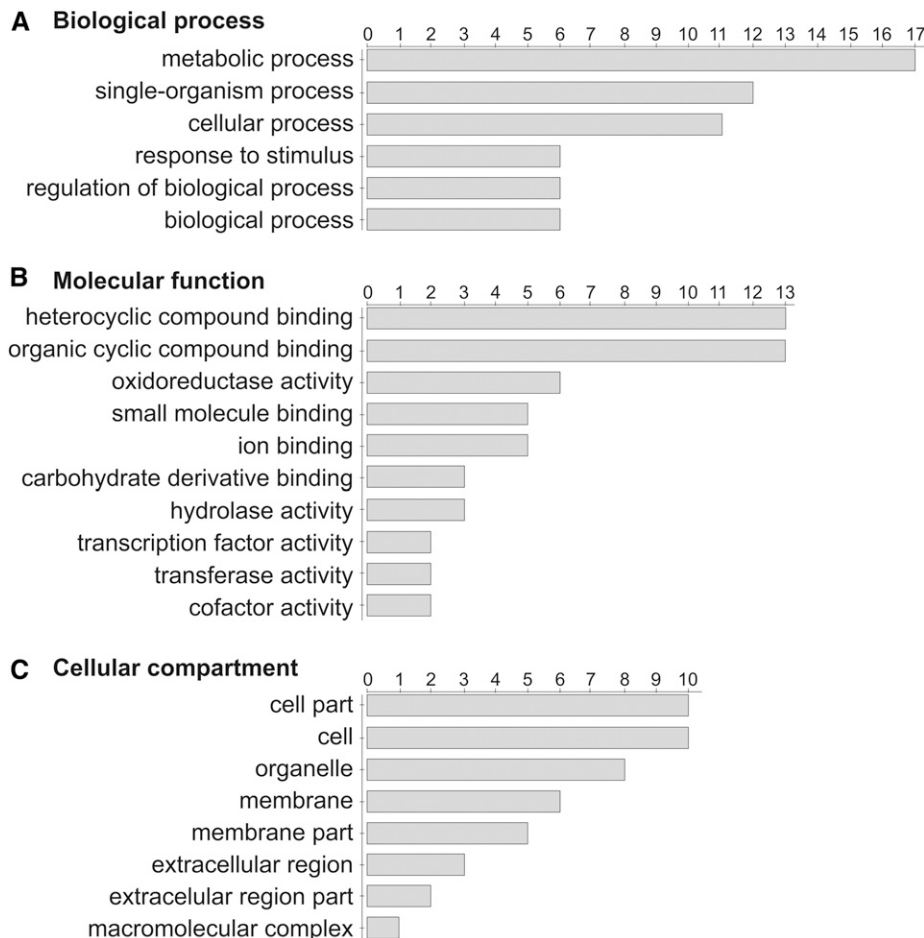 A Biological process
0 1 2 3 4 5 6 7 8 9 10 11 12 13 14 15 16 17
metabolic process
single-organism process
cellular process
response to stimulus
regulation of biological process
biological process
B Molecular function
0 1 2 3 4 5 6 7 8 9 10 11 12 13
heterocyclic compound binding
organic cyclic compound binding
oxidoreductase activity
small molecule binding
ion binding
carbohydrate derivative binding
hydrolase activity
transcription factor activity
transferase activity
cofactor activity
C Cellular compartment
0 1 2 3 4 5 6 7 8 9 10
cell part
cell
organelle
membrane
membrane part
extracellular region
extracelular region part
macromolecular complex